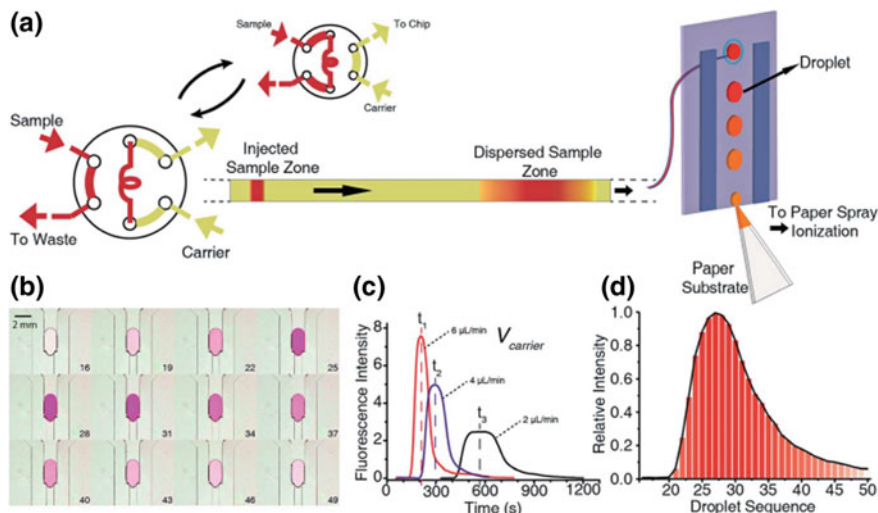 (a)
Sample
To Chip
Carrier
Droplet
Sample
To Waste
Carrier
Injected
Sample Zone
Dispersed Sample
Zone
To Paper Spray
Ionization
Paper
Substrate
(b)
2 mm
16
19
22
25
28
31
34
37
40
43
46
49
(c)
Fluorescence Intensity
8
6
4
2
0
t1
t2
t3
6 µL/min
Vcarrier
4 µL/min
2 µL/min
0
300
600
900
1200
Time (s)
(d)
Relative Intensity
1.0
0.8
0.6
0.4
0.2
0.0
20
25
30
35
40
45
50
Droplet Sequence